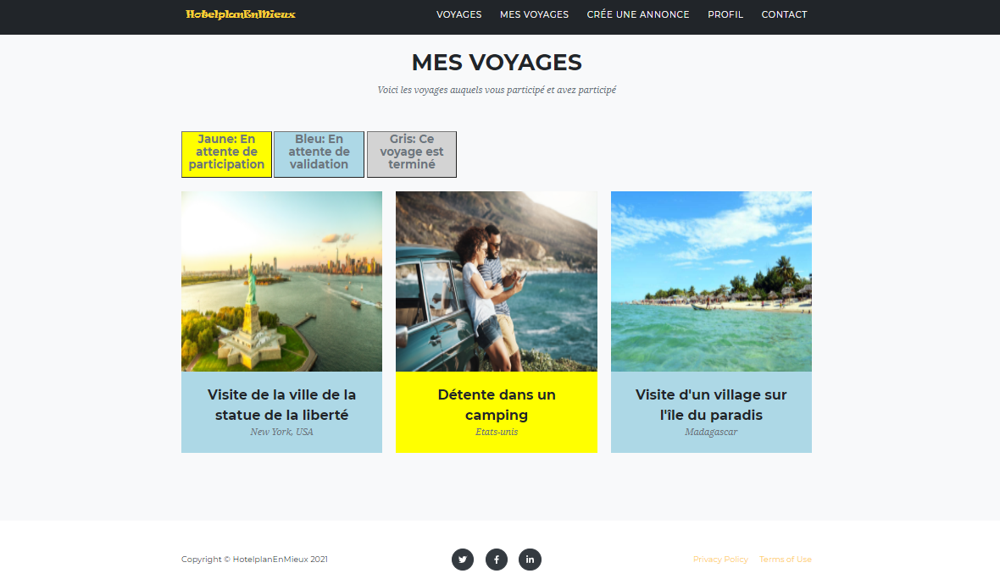 HotelplanEnMieux
VOYAGES MES VOYAGES CRÉE UNE ANNONCE PROFIL CONTACT
MES VOYAGES
Voici les voyages auquels vous participé et avez participé
Jaune: En
attente de
participation
Bleu: En
attente de
validation
Gris: Ce
voyage est
terminé
Visite de la ville de la
statue de la liberté
New York, USA
Détente dans un
camping
Etats-unis
Visite d'un village sur
l'île du paradis
Madagascar
Copyright © HotelplanEnMieux 2021
Privacy Policy Terms of Use